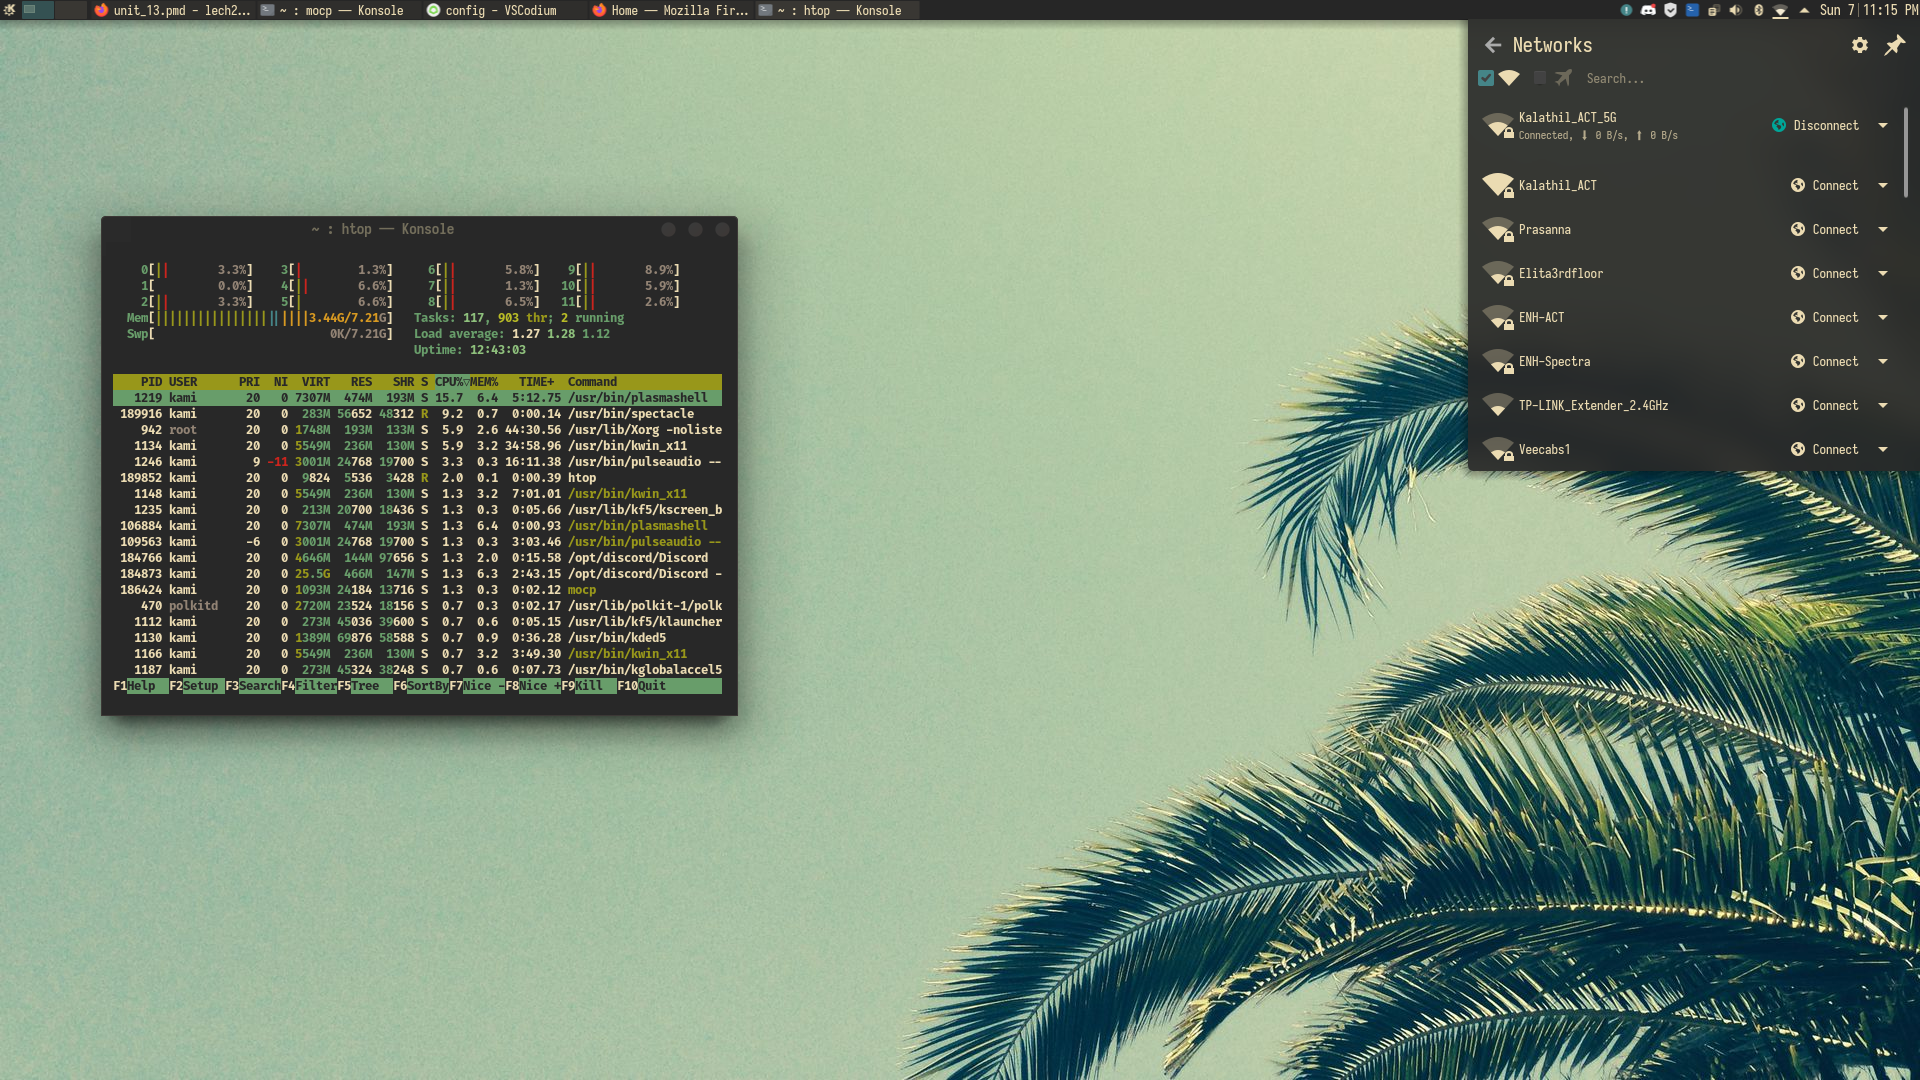 unit_13.pmd – lech2... ~ : mocp — Konsole config - VSCodium Home — Mozilla Fir... ~ : htop — Konsole Sun 7 11:15 PM
Networks
Search...
Kalathil_ACT_5G
Connected, ⬇ 0 B/s, ⬆ 0 B/s
Disconnect
Kalathil_ACT Connect
Prasanna Connect
Elita3rdfloor Connect
ENH-ACT Connect
ENH-Spectra Connect
TP-LINK_Extender_2.4GHz Connect
Veecabs1 Connect
~ : htop — Konsole
0[|| 3.3%] 3[| 1.3%] 6[|| 5.8%] 9[|| 8.9%]
1[ 0.0%] 4[|| 6.6%] 7[|| 1.3%] 10[|| 5.9%]
2[|| 3.3%] 5[| 6.6%] 8[|| 6.5%] 11[|| 2.6%]
Mem[||||||||||||||||||||||3.44G/7.21G] Tasks: 117, 903 thr; 2 running
Swp[ 0K/7.21G] Load average: 1.27 1.28 1.12
Uptime: 12:43:03
PID USER PRI NI VIRT RES SHR S CPU%▽MEM% TIME+ Command
1219 kami 20 0 7307M 474M 193M S 15.7 6.4 5:12.75 /usr/bin/plasmashell
189916 kami 20 0 283M 56652 48312 R 9.2 0.7 0:00.14 /usr/bin/spectacle
942 root 20 0 1748M 193M 133M S 5.9 2.6 44:30.56 /usr/lib/Xorg -noliste
1134 kami 20 0 5549M 236M 130M S 5.9 3.2 34:58.96 /usr/bin/kwin_x11
1246 kami 9 -11 3001M 24768 19700 S 3.3 0.3 16:11.38 /usr/bin/pulseaudio --
189852 kami 20 0 9824 5536 3428 R 2.0 0.1 0:00.39 htop
1148 kami 20 0 5549M 236M 130M S 1.3 3.2 7:01.01 /usr/bin/kwin_x11
1235 kami 20 0 213M 20700 18436 S 1.3 0.3 0:05.66 /usr/lib/kf5/kscreen_b
106884 kami 20 0 7307M 474M 193M S 1.3 6.4 0:00.93 /usr/bin/plasmashell
109563 kami -6 0 3001M 24768 19700 S 1.3 0.3 3:03.46 /usr/bin/pulseaudio --
184766 kami 20 0 4646M 144M 97656 S 1.3 2.0 0:15.58 /opt/discord/Discord
184873 kami 20 0 25.5G 466M 147M S 1.3 6.3 2:43.15 /opt/discord/Discord -
186424 kami 20 0 1093M 24184 13716 S 1.3 0.3 0:02.12 mocp
470 polkitd 20 0 2720M 23524 18156 S 0.7 0.3 0:02.17 /usr/lib/polkit-1/polk
1112 kami 20 0 273M 45036 39600 S 0.7 0.6 0:05.15 /usr/lib/kf5/klauncher
1130 kami 20 0 1389M 69876 58588 S 0.7 0.9 0:36.28 /usr/bin/kded5
1166 kami 20 0 5549M 236M 130M S 0.7 3.2 3:49.30 /usr/bin/kwin_x11
1187 kami 20 0 273M 45324 38248 S 0.7 0.6 0:07.73 /usr/bin/kglobalaccel5
F1Help F2Setup F3SearchF4FilterF5Tree F6SortByF7Nice -F8Nice +F9Kill F10Quit